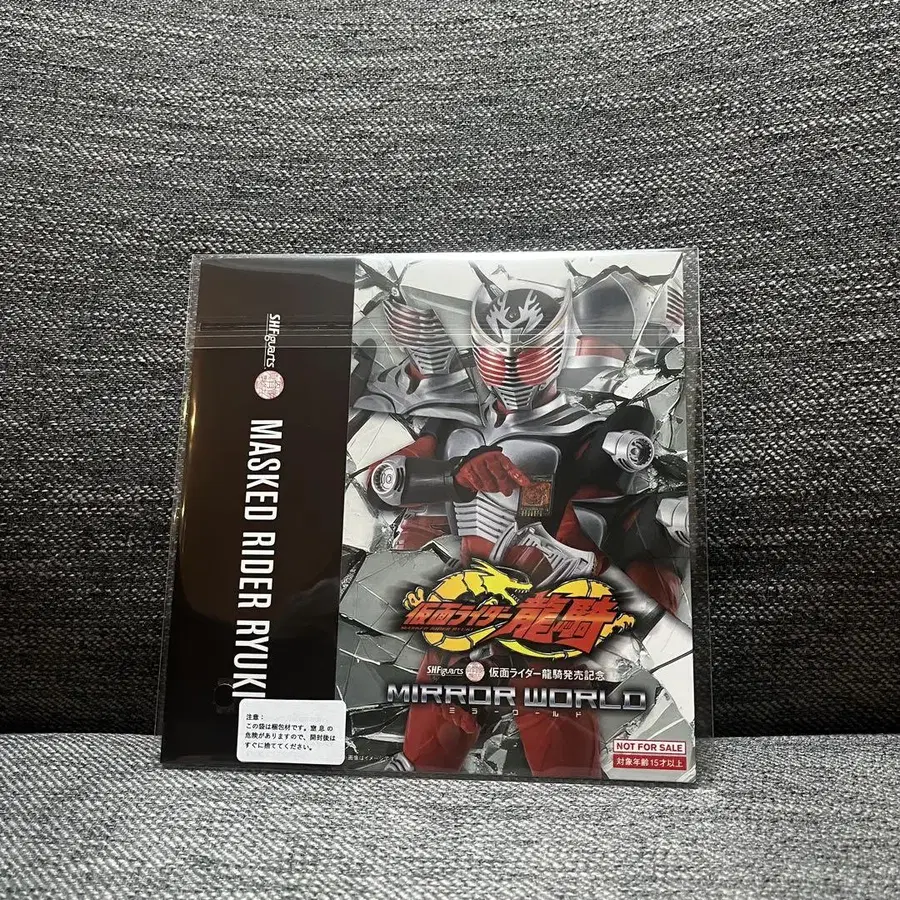 S.H.Figuarts
MASKED RIDER RYUKI
仮面ライダー龍騎
S.H.Figuarts
仮面ライダー龍騎発売記念
MIRROR WORLD
ミラーワールド
NOT FOR SALE
対象年齢15才以上
注意:
この袋は梱包材です。窒息の
危険がありますので、開封後は
すぐに捨ててください。